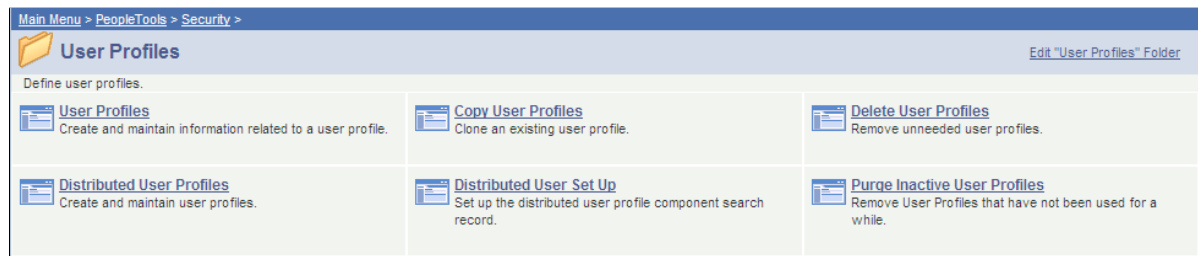 Main Menu > PeopleTools > Security >
User Profiles
Edit "User Profiles" Folder
Define user profiles.
User Profiles
Create and maintain information related to a user profile.
Copy User Profiles
Clone an existing user profile.
Delete User Profiles
Remove unneeded user profiles.
Distributed User Profiles
Create and maintain user profiles.
Distributed User Set Up
Set up the distributed user profile component search
record.
Purge Inactive User Profiles
Remove User Profiles that have not been used for a
while.